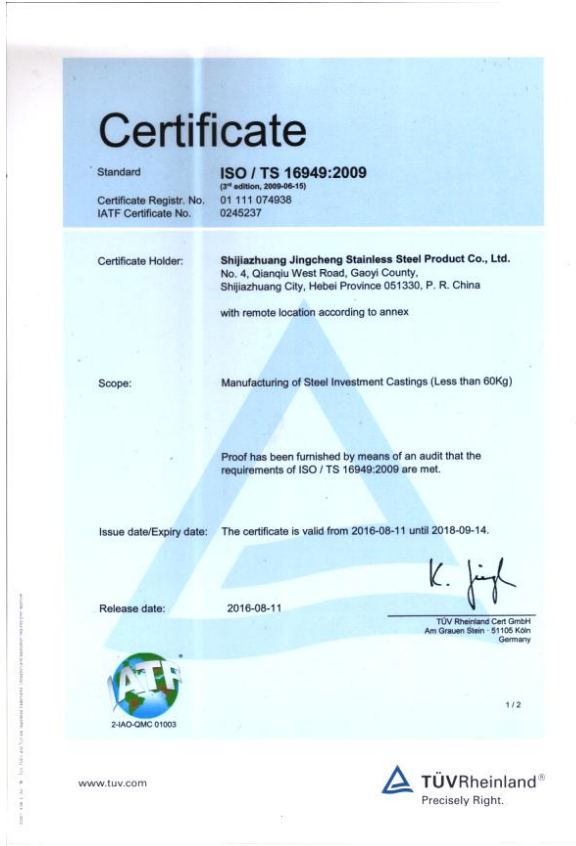 Certificate
Standard ISO / TS 16949:2009
(3rd edition, 2009-06-15)
Certificate Registr. No. 01 111 074938
IATF Certificate No. 0245237
Certificate Holder: Shijiazhuang Jingcheng Stainless Steel Product Co., Ltd.
No. 4, Qianqiu West Road, Gaoyi County,
Shijiazhuang City, Hebei Province 051330, P. R. China
with remote location according to annex
Scope: Manufacturing of Steel Investment Castings (Less than 60Kg)
Proof has been furnished by means of an audit that the
requirements of ISO / TS 16949:2009 are met.
Issue date/Expiry date: The certificate is valid from 2016-08-11 until 2018-09-14.
Release date: 2016-08-11
TÜV Rheinland Cert GmbH
Am Grauen Stein · 51105 Köln
Germany
IATF
2-IAO-QMC 01003
1 / 2
www.tuv.com
TÜVRheinland®
Precisely Right.